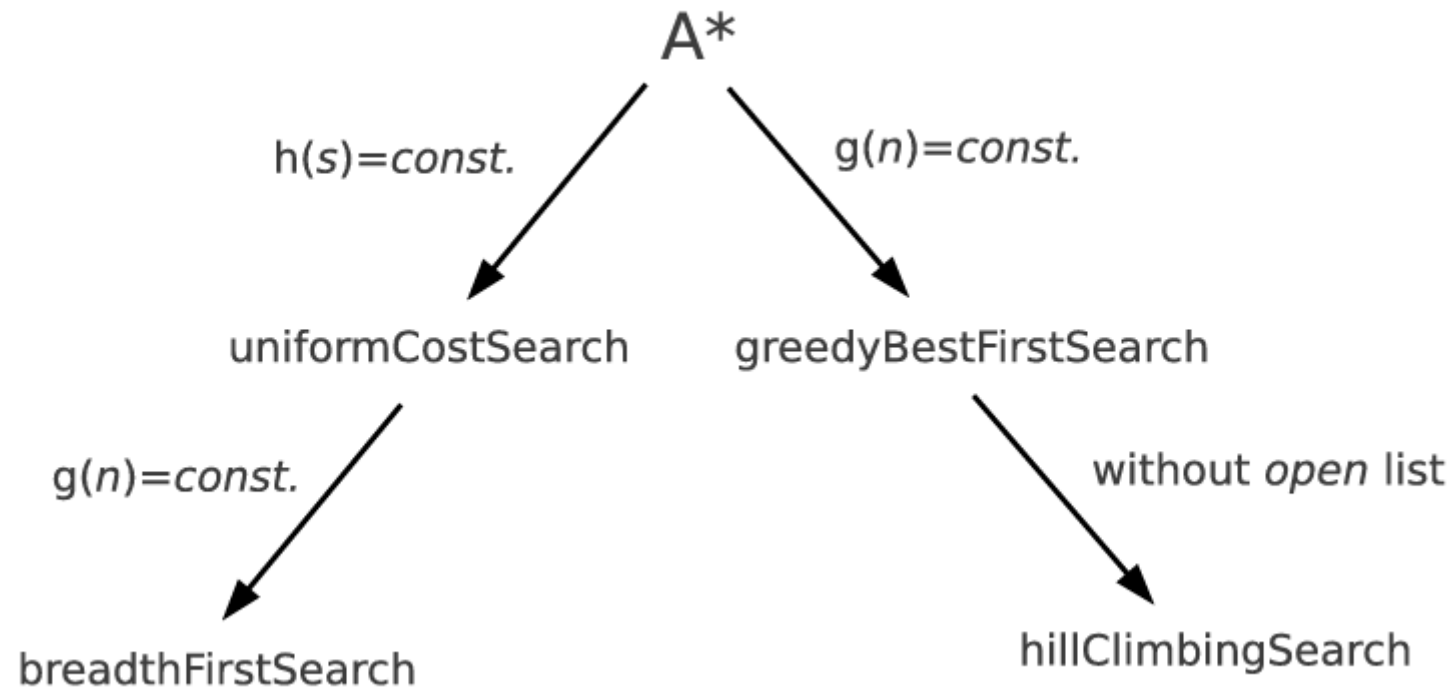 A*
h(s)=const.
g(n)=const.
uniformCostSearch
greedyBestFirstSearch
g(n)=const.
without open list
breadthFirstSearch
hillClimbingSearch